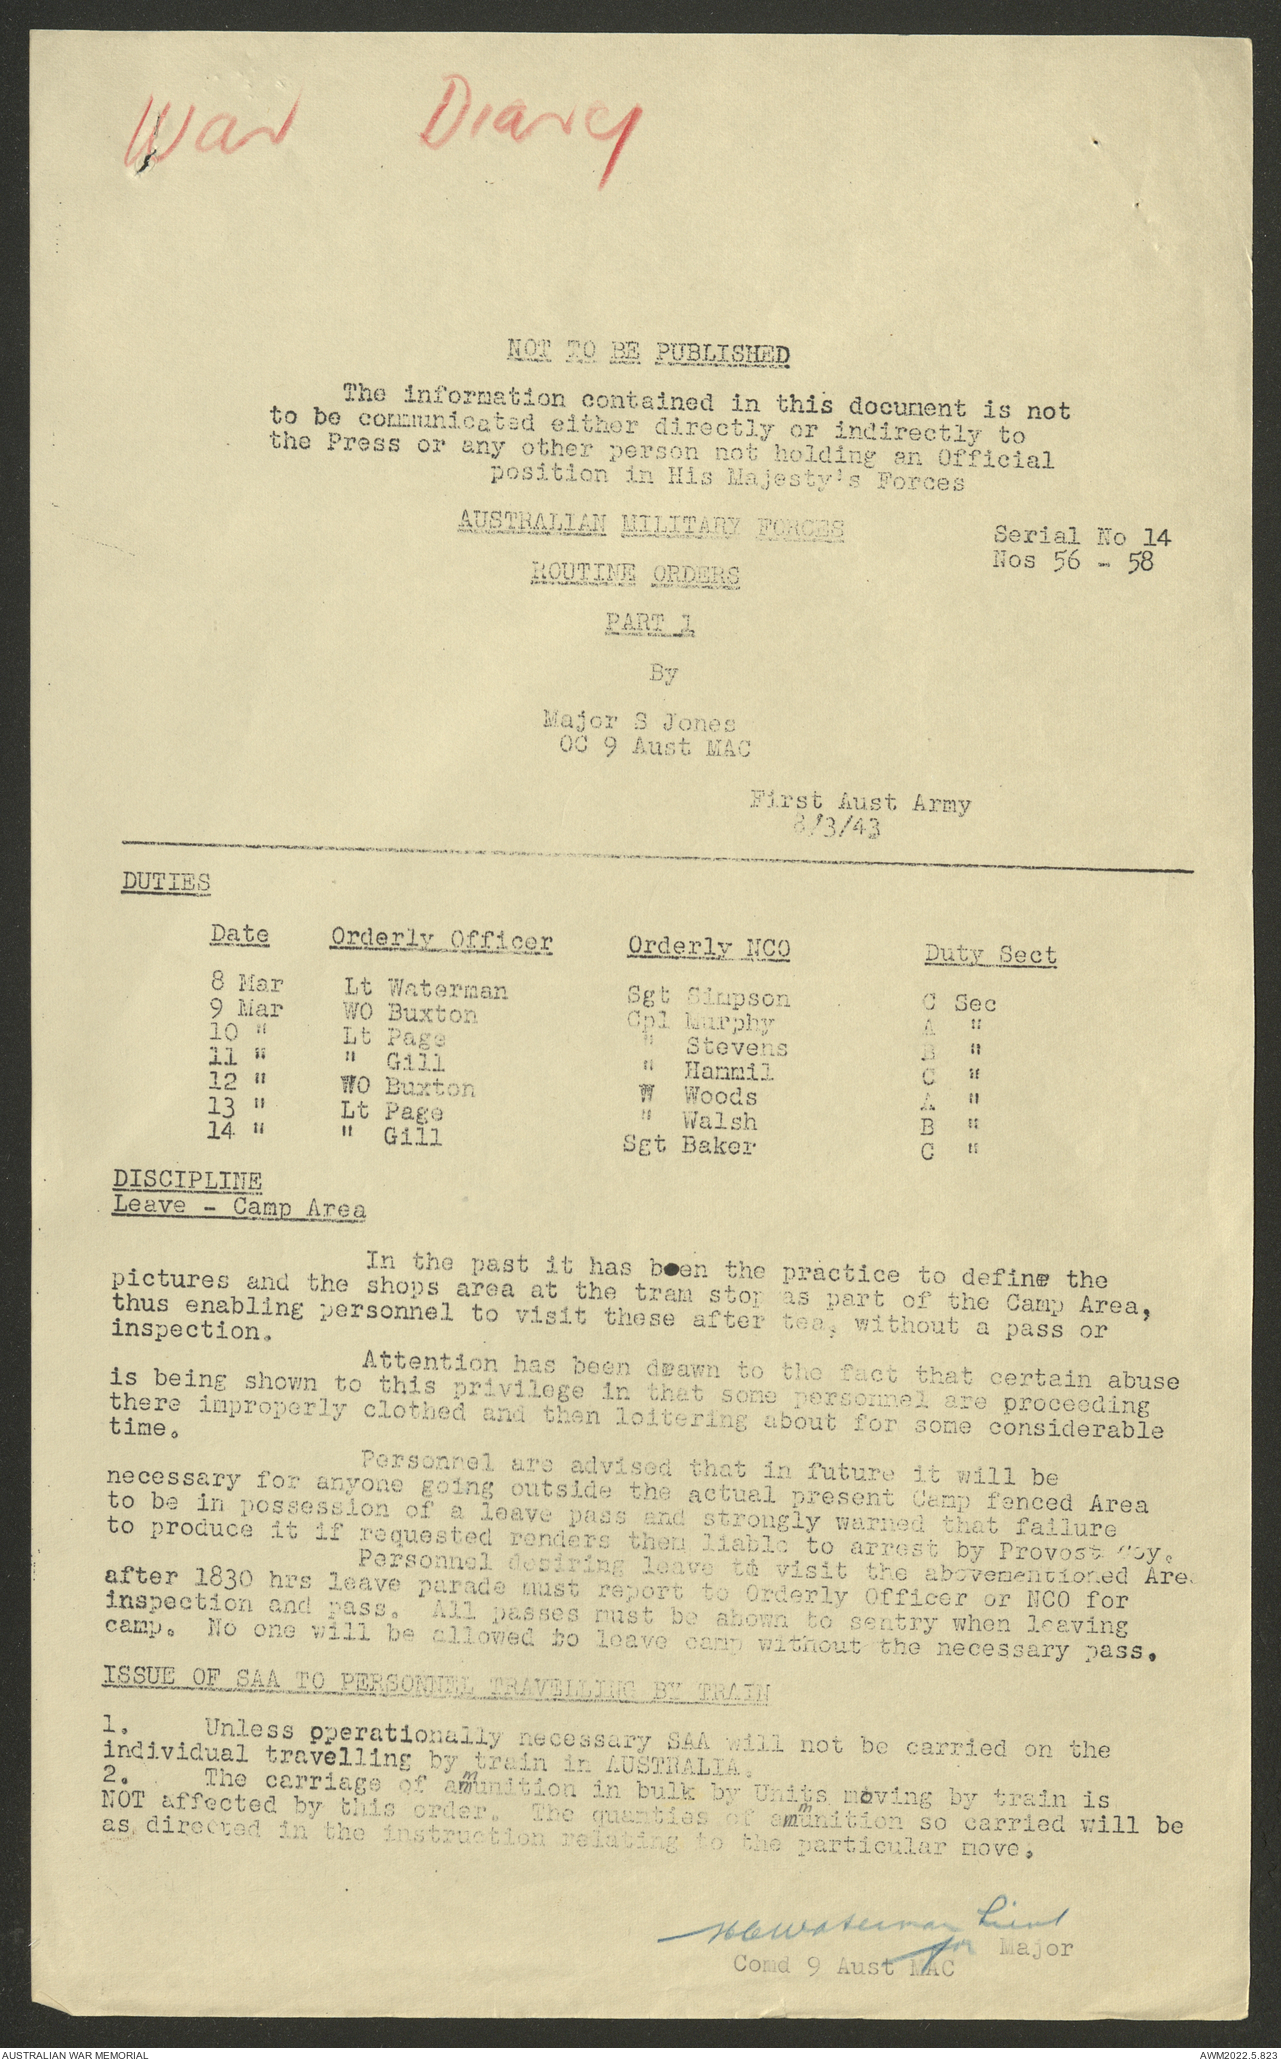 War Diary
NOT TO BE PUBLISHED
The information contained in this document is not
to be communicated either directly or indirectly to
the Press or any other person not holding an Official
position in His Majesty's Forces
AUSTRALIAN MILITARY FORCES
Serial No 14
Nos 56 - 58
ROUTINE ORDERS
PART 1
By
Major S Jones
OC 9 Aust MAC
First Aust Army
8/3/43
DUTIES
Date Orderly Officer Orderly NCO Duty Sect
8 Mar Lt Waterman Sgt Simpson C Sec
9 Mar WO Buxton Cpl Murphy A "
10 " Lt Page " Stevens B "
11 " " Gill " Hammil C "
12 " WO Buxton " Woods A "
13 " Lt Page " Walsh B "
14 " " Gill Sgt Baker C "
DISCIPLINE
Leave - Camp Area
In the past it has been the practice to define the
pictures and the shops area at the tram stop as part of the Camp Area,
thus enabling personnel to visit these after tea, without a pass or
inspection.
Attention has been drawn to the fact that certain abuse
is being shown to this privilege in that some personnel are proceeding
there improperly clothed and then loitering about for some considerable
time.
Personnel are advised that in future it will be
necessary for anyone going outside the actual present Camp fenced Area
to be in possession of a leave pass and strongly warned that failure
to produce it if requested renders them liable to arrest by Provost Coy.
Personnel desiring leave to visit the abovementioned Area
after 1830 hrs leave parade must report to Orderly Officer or NCO for
inspection and pass. All passes must be ahown to sentry when leaving
camp. No one will be allowed to leave camp without the necessary pass.
ISSUE OF SAA TO PERSONNEL TRAVELLING BY TRAIN
1. Unless operationally necessary SAA will not be carried on the
individual travelling by train in AUSTRALIA.
2. The carriage of ammunition in bulk by Units moving by train is
NOT affected by this order. The quanties of ammunition so carried will be
as directed in the instruction relating to the particular move.
Waterman Lieut
for Major
Comd 9 Aust MAC
AUSTRALIAN WAR MEMORIAL
AWM2022.5.823